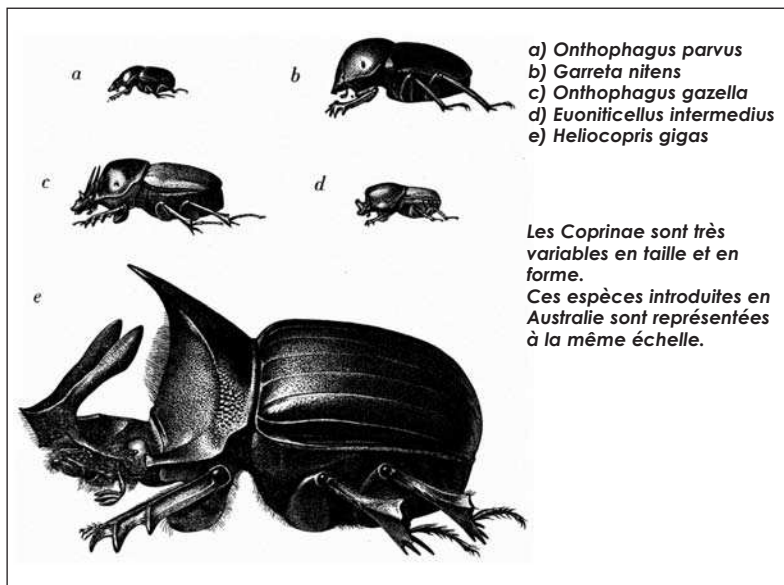 a) Onthophagus parvus
b) Garreta nitens
c) Onthophagus gazella
d) Euoniticellus intermedius
e) Heliocopris gigas
a
b
c
d
e
Les Coprinae sont très
variables en taille et en
forme.
Ces espèces introduites en
Australie sont représentées
à la même échelle.